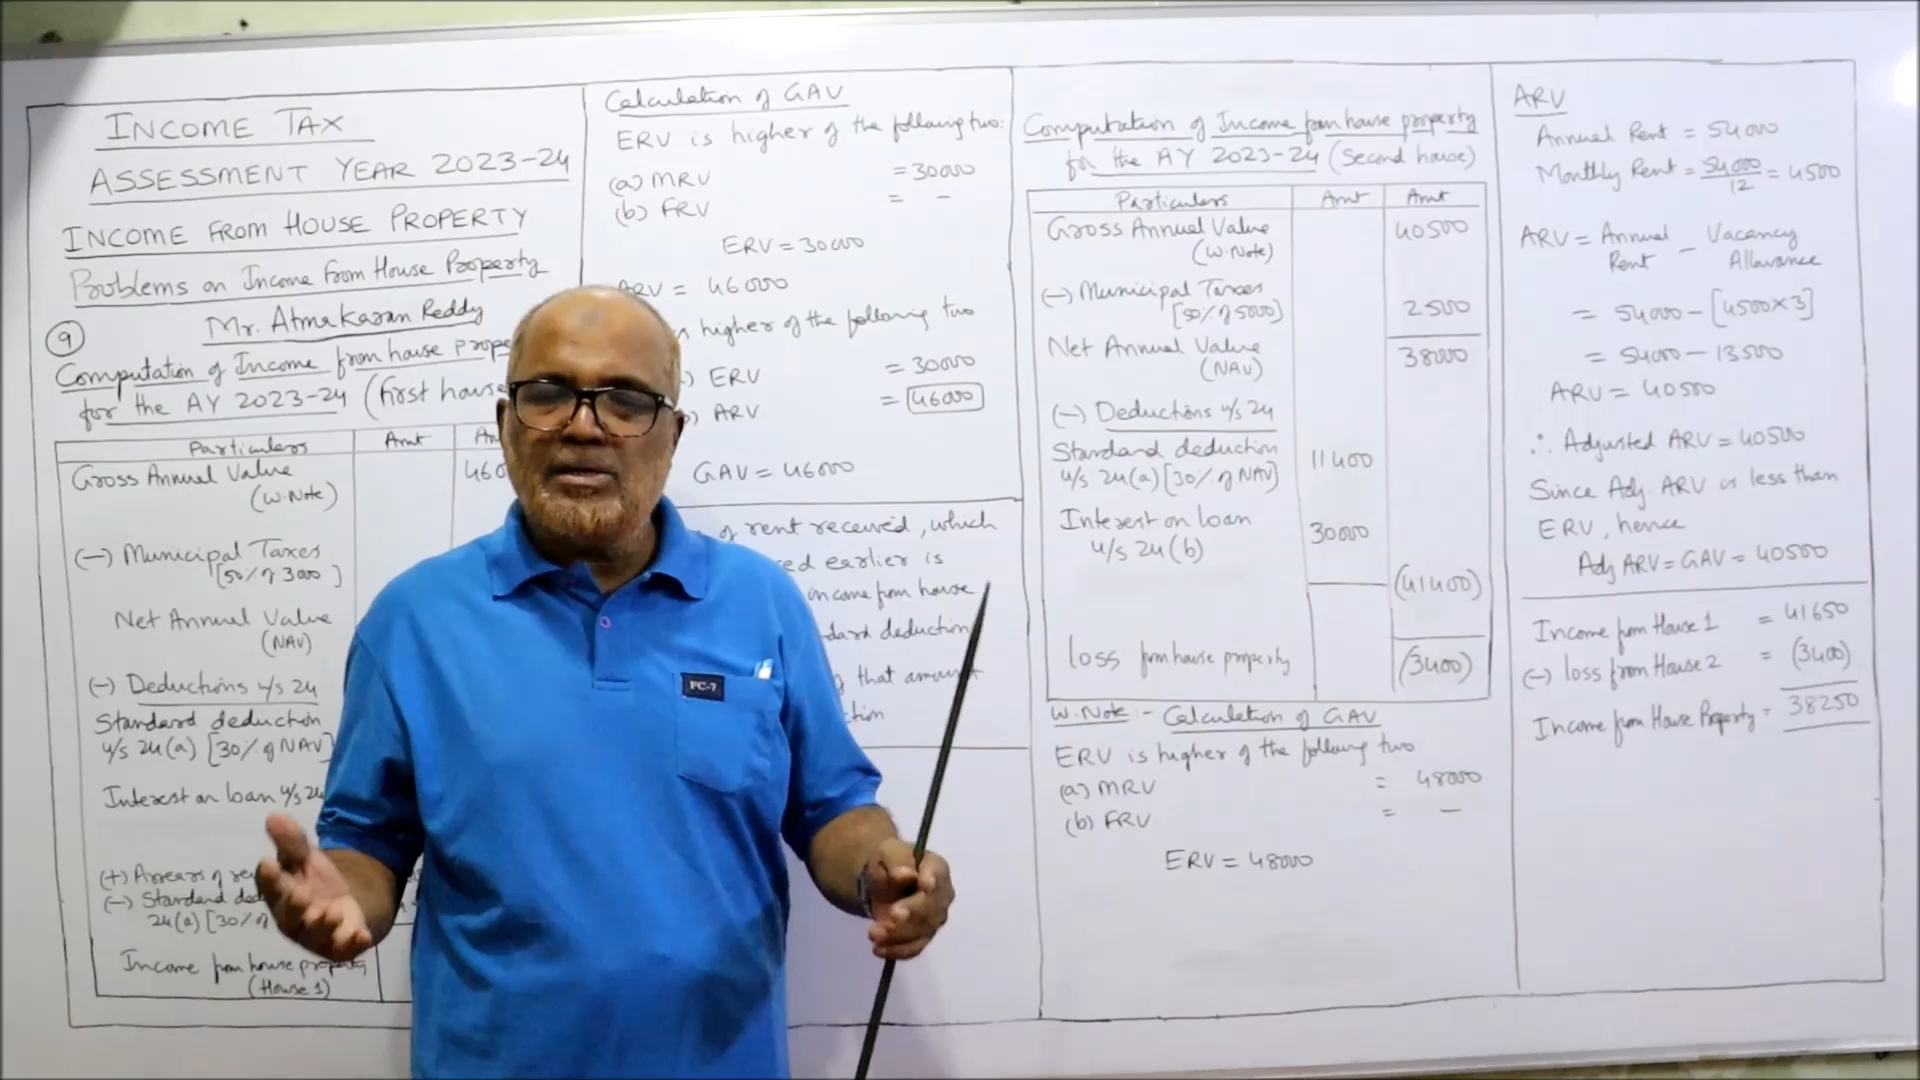 INCOME TAX
ASSESSMENT YEAR 2023-24
INCOME FROM HOUSE PROPERTY
Problems on Income from House Property
9
Mr. Atmakaran Reddy
Computation of Income from house
for the AY 2023-24 (first house
Particulars Amt
Gross Annual Value
(W.Note)
(-) Municipal Taxes
[50% of 3000]
Net Annual Value
(NAV)
(-) Deductions u/s 24
Standard deduction
u/s 24(a) [30% of NAV]
Interest on loan u/s
(+) Arrears of
(-) Standard
24(a) [30% of
Income from house property
(House 1)
Calculation of GAV
ERV is higher of the following two:
(a) MRV = 30000
(b) FRV = -
ERV = 30000
ARV = 46000
higher of the following two
ERV = 30000
ARV = 46000
GAV = 46000
of rent received, which
earlier is
income from house
deduction
that amount
Computation of Income from house property
for the AY 2023-24 (Second house)
Particulars Amt Amt
Gross Annual Value 40500
(W.Note)
(-) Municipal Taxes
[50% of 5000] 2500
Net Annual Value 38000
(NAV)
(-) Deductions u/s 24
Standard deduction 11400
u/s 24(a) [30% of NAV]
Interest on loan 30000
u/s 24(b)
(41400)
loss from house property (3400)
W.Note - Calculation of GAV
ERV is higher of the following two
(a) MRV = 48000
(b) FRV = -
ERV = 48000
ARV
Annual Rent = 54000
Monthly Rent = 54000/12 = 4500
ARV = Annual Rent - Vacancy Allowance
= 54000 - [4500x3]
= 54000 - 13500
ARV = 40500
∴ Adjusted ARV = 40500
Since Adj. ARV is less than
ERV, hence
Adj ARV = GAV = 40500
Income from House 1 = 41650
(-) loss from House 2 = (3400)
Income from House Property = 38250
FC-7